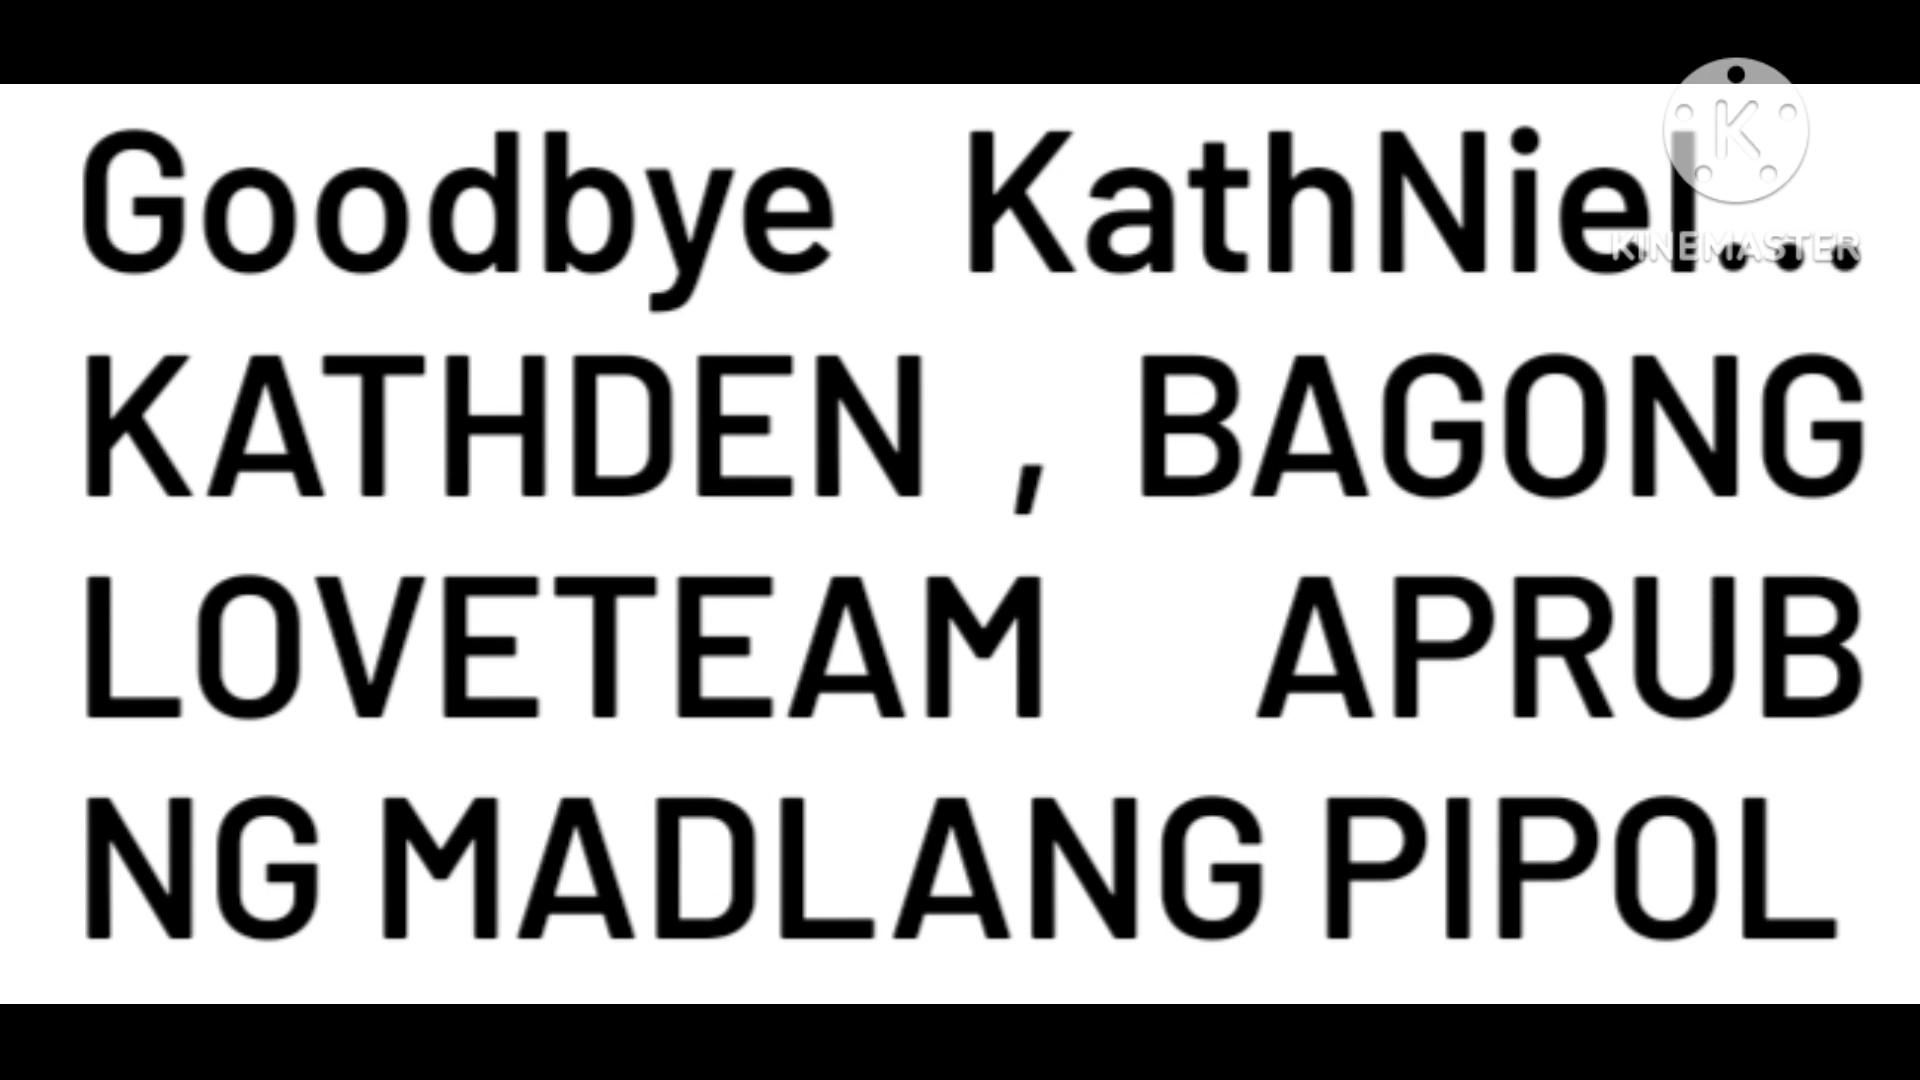 Goodbye KathNiel...
KATHDEN , BAGONG
LOVETEAM APRUB
NG MADLANG PIPOL
K
KINEMASTER